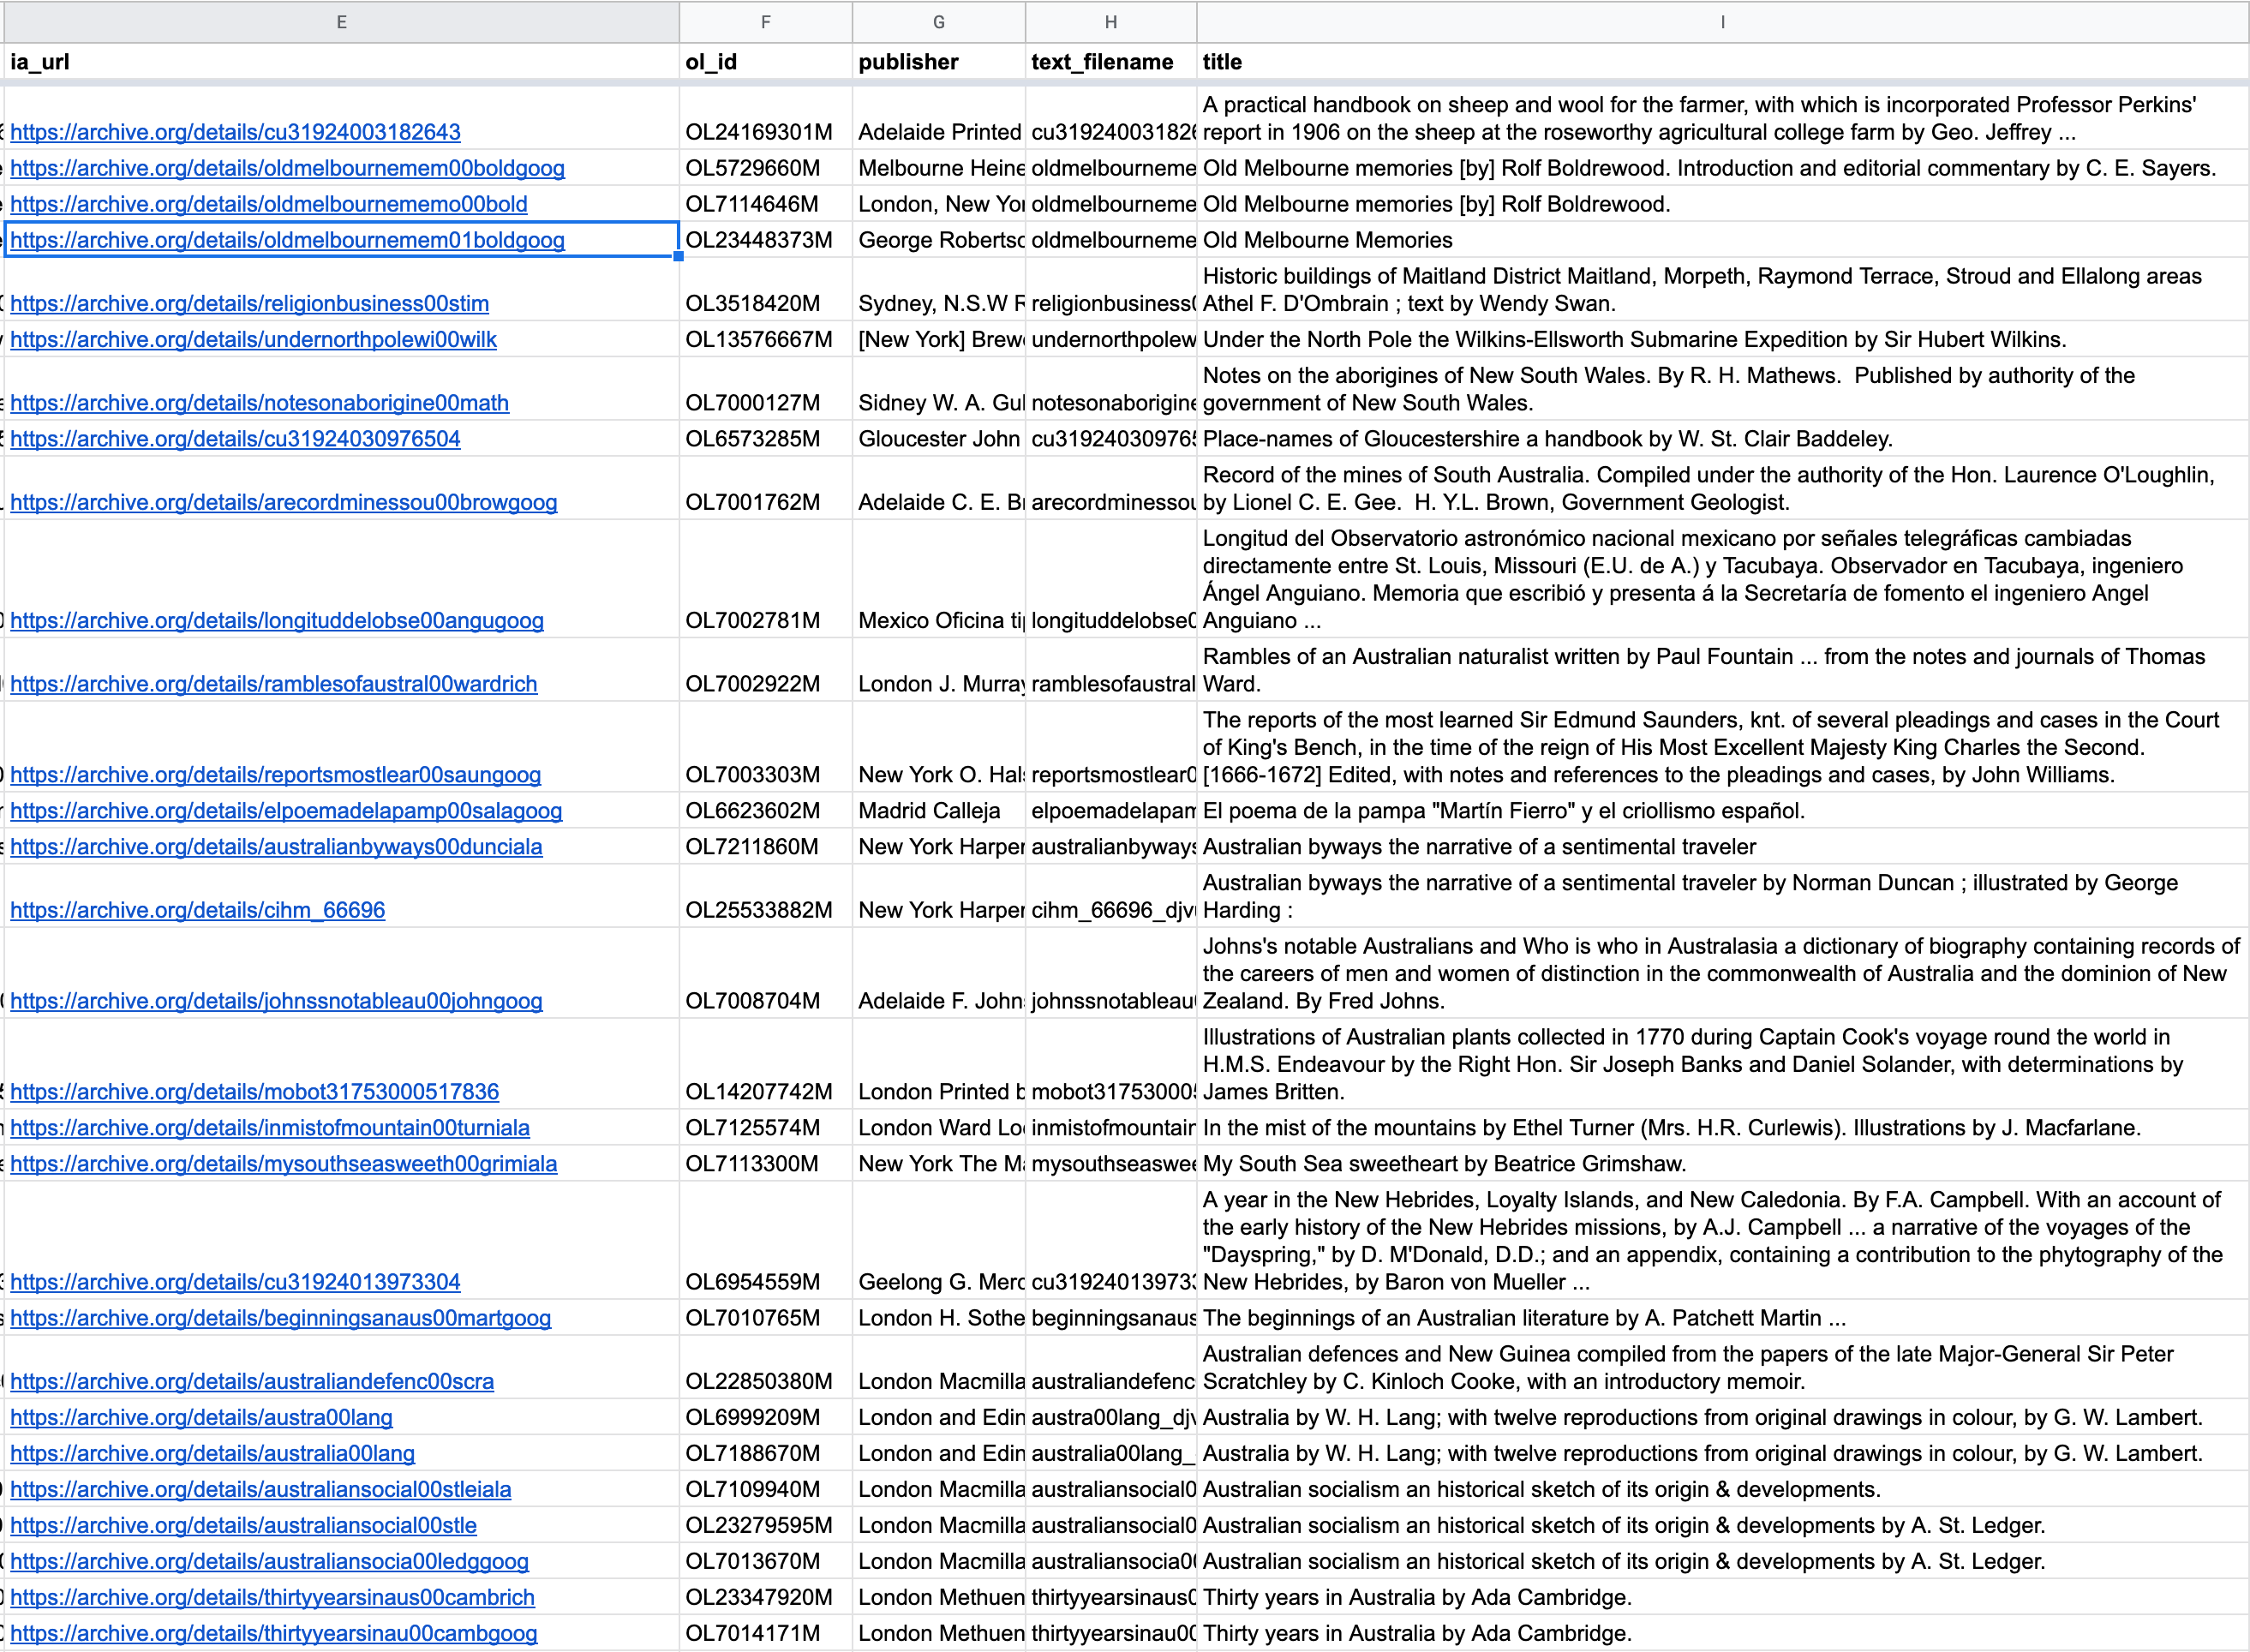 E F G H I
ia_url ol_id publisher text_filename title
A practical handbook on sheep and wool for the farmer, with which is incorporated Professor Perkins'
https://archive.org/details/cu31924003182643 OL24169301M Adelaide Printed cu319240031826 report in 1906 on the sheep at the roseworthy agricultural college farm by Geo. Jeffrey ...
https://archive.org/details/oldmelbournemem00boldgoog OL5729660M Melbourne Heine oldmelbourneme Old Melbourne memories [by] Rolf Boldrewood. Introduction and editorial commentary by C. E. Sayers.
https://archive.org/details/oldmelbournememo00bold OL7114646M London, New Yor oldmelbourneme Old Melbourne memories [by] Rolf Boldrewood.
https://archive.org/details/oldmelbournemem01boldgoog OL23448373M George Robertso oldmelbourneme Old Melbourne Memories
Historic buildings of Maitland District Maitland, Morpeth, Raymond Terrace, Stroud and Ellalong areas
https://archive.org/details/religionbusiness00stim OL3518420M Sydney, N.S.W R religionbusiness0 Athel F. D'Ombrain ; text by Wendy Swan.
https://archive.org/details/undernorthpolewi00wilk OL13576667M [New York] Brewe undernorthpolew Under the North Pole the Wilkins-Ellsworth Submarine Expedition by Sir Hubert Wilkins.
Notes on the aborigines of New South Wales. By R. H. Mathews.  Published by authority of the
https://archive.org/details/notesonaborigine00math OL7000127M Sidney W. A. Gul notesonaborigine government of New South Wales.
https://archive.org/details/cu31924030976504 OL6573285M Gloucester John cu319240309765 Place-names of Gloucestershire a handbook by W. St. Clair Baddeley.
Record of the mines of South Australia. Compiled under the authority of the Hon. Laurence O'Loughlin,
https://archive.org/details/arecordminessou00browgoog OL7001762M Adelaide C. E. Br arecordminessou by Lionel C. E. Gee.  H. Y.L. Brown, Government Geologist.
Longitud del Observatorio astronómico nacional mexicano por señales telegráficas cambiadas
directamente entre St. Louis, Missouri (E.U. de A.) y Tacubaya. Observador en Tacubaya, ingeniero
Ángel Anguiano. Memoria que escribió y presenta á la Secretaría de fomento el ingeniero Angel
https://archive.org/details/longituddelobse00angugoog OL7002781M Mexico Oficina tip longituddelobse0 Anguiano ...
Rambles of an Australian naturalist written by Paul Fountain ... from the notes and journals of Thomas
https://archive.org/details/ramblesofaustral00wardrich OL7002922M London J. Murray ramblesofaustral Ward.
The reports of the most learned Sir Edmund Saunders, knt. of several pleadings and cases in the Court
of King's Bench, in the time of the reign of His Most Excellent Majesty King Charles the Second.
https://archive.org/details/reportsmostlear00saungoog OL7003303M New York O. Hals reportsmostlear0 [1666-1672] Edited, with notes and references to the pleadings and cases, by John Williams.
https://archive.org/details/elpoemadelapamp00salagoog OL6623602M Madrid Calleja elpoemadelapam El poema de la pampa "Martín Fierro" y el criollismo español.
https://archive.org/details/australianbyways00dunciala OL7211860M New York Harper australianbyways Australian byways the narrative of a sentimental traveler
Australian byways the narrative of a sentimental traveler by Norman Duncan ; illustrated by George
https://archive.org/details/cihm_66696 OL25533882M New York Harper cihm_66696_djvu Harding :
Johns's notable Australians and Who is who in Australasia a dictionary of biography containing records of
the careers of men and women of distinction in the commonwealth of Australia and the dominion of New
https://archive.org/details/johnssnotableau00johngoog OL7008704M Adelaide F. Johns johnssnotableau0 Zealand. By Fred Johns.
Illustrations of Australian plants collected in 1770 during Captain Cook's voyage round the world in
H.M.S. Endeavour by the Right Hon. Sir Joseph Banks and Daniel Solander, with determinations by
https://archive.org/details/mobot31753000517836 OL14207742M London Printed b mobot317530005 James Britten.
https://archive.org/details/inmistofmountain00turniala OL7125574M London Ward Loc inmistofmountain In the mist of the mountains by Ethel Turner (Mrs. H.R. Curlewis). Illustrations by J. Macfarlane.
https://archive.org/details/mysouthseasweeth00grimiala OL7113300M New York The Ma mysouthseaswee My South Sea sweetheart by Beatrice Grimshaw.
A year in the New Hebrides, Loyalty Islands, and New Caledonia. By F.A. Campbell. With an account of
the early history of the New Hebrides missions, by A.J. Campbell ... a narrative of the voyages of the
"Dayspring," by D. M'Donald, D.D.; and an appendix, containing a contribution to the phytography of the
https://archive.org/details/cu31924013973304 OL6954559M Geelong G. Merc cu319240139733 New Hebrides, by Baron von Mueller ...
https://archive.org/details/beginningsanaus00martgoog OL7010765M London H. Sothe beginningsanaus The beginnings of an Australian literature by A. Patchett Martin ...
Australian defences and New Guinea compiled from the papers of the late Major-General Sir Peter
https://archive.org/details/australiandefenc00scra OL22850380M London Macmilla australiandefenc Scratchley by C. Kinloch Cooke, with an introductory memoir.
https://archive.org/details/austra00lang OL6999209M London and Edin austra00lang_djv Australia by W. H. Lang; with twelve reproductions from original drawings in colour, by G. W. Lambert.
https://archive.org/details/australia00lang OL7188670M London and Edin australia00lang_ Australia by W. H. Lang; with twelve reproductions from original drawings in colour, by G. W. Lambert.
https://archive.org/details/australiansocial00stleiala OL7109940M London Macmilla australiansocial0 Australian socialism an historical sketch of its origin & developments.
https://archive.org/details/australiansocial00stle OL23279595M London Macmilla australiansocial0 Australian socialism an historical sketch of its origin & developments by A. St. Ledger.
https://archive.org/details/australiansocia00ledggoog OL7013670M London Macmilla australiansocia00 Australian socialism an historical sketch of its origin & developments by A. St. Ledger.
https://archive.org/details/thirtyyearsinaus00cambrich OL23347920M London Methuen thirtyyearsinaus0 Thirty years in Australia by Ada Cambridge.
https://archive.org/details/thirtyyearsinau00cambgoog OL7014171M London Methuen thirtyyearsinau00 Thirty years in Australia by Ada Cambridge.